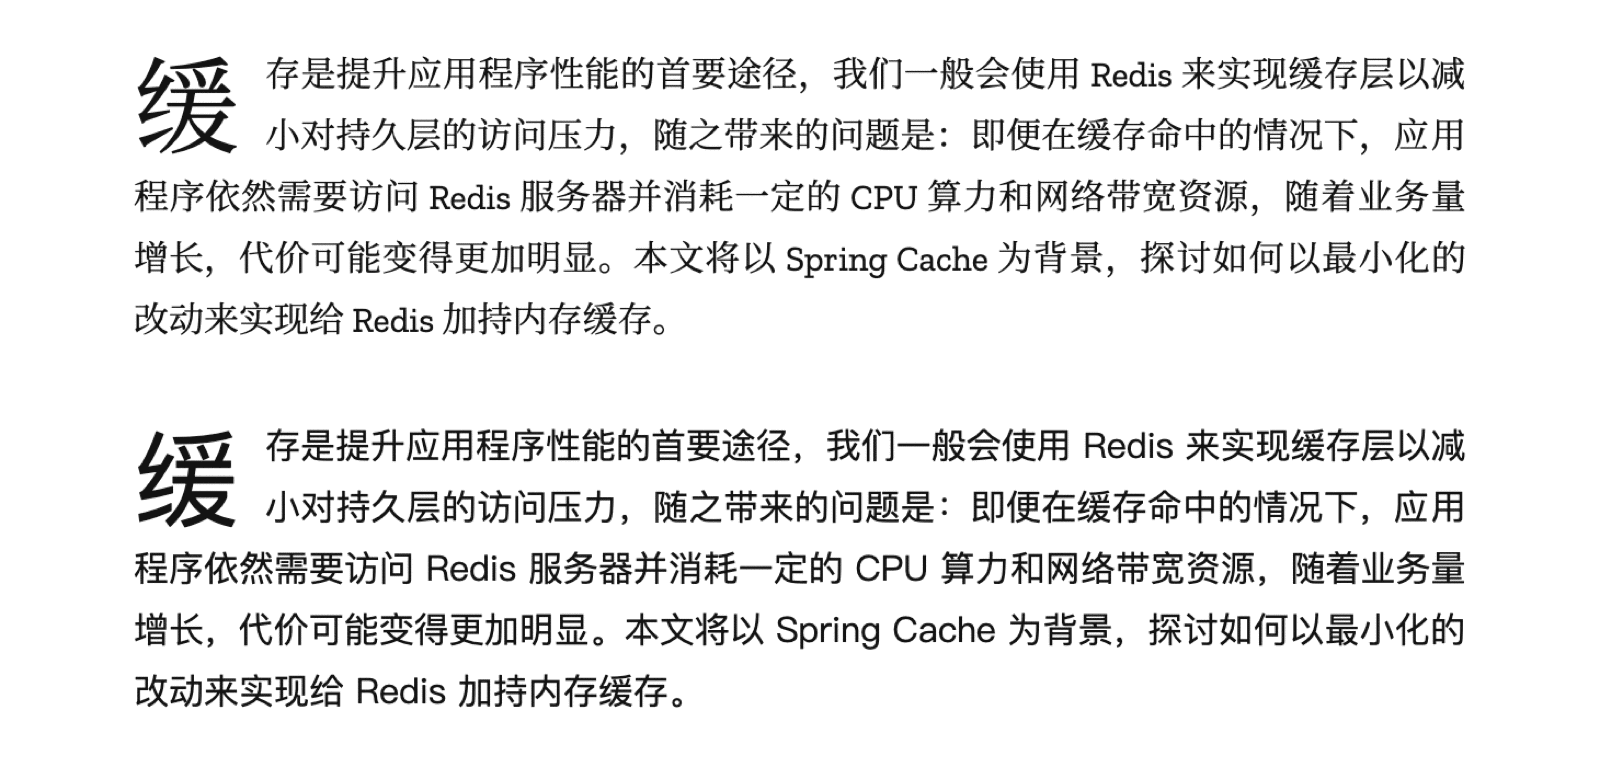 缓存是提升应用程序性能的首要途径，我们一般会使用 Redis 来实现缓存层以减
小对持久层的访问压力，随之带来的问题是：即便在缓存命中的情况下，应用
程序依然需要访问 Redis 服务器并消耗一定的 CPU 算力和网络带宽资源，随着业务量
增长，代价可能变得更加明显。本文将以 Spring Cache 为背景，探讨如何以最小化的
改动来实现给 Redis 加持内存缓存。
缓存是提升应用程序性能的首要途径，我们一般会使用 Redis 来实现缓存层以减
小对持久层的访问压力，随之带来的问题是：即便在缓存命中的情况下，应用
程序依然需要访问 Redis 服务器并消耗一定的 CPU 算力和网络带宽资源，随着业务量
增长，代价可能变得更加明显。本文将以 Spring Cache 为背景，探讨如何以最小化的
改动来实现给 Redis 加持内存缓存。